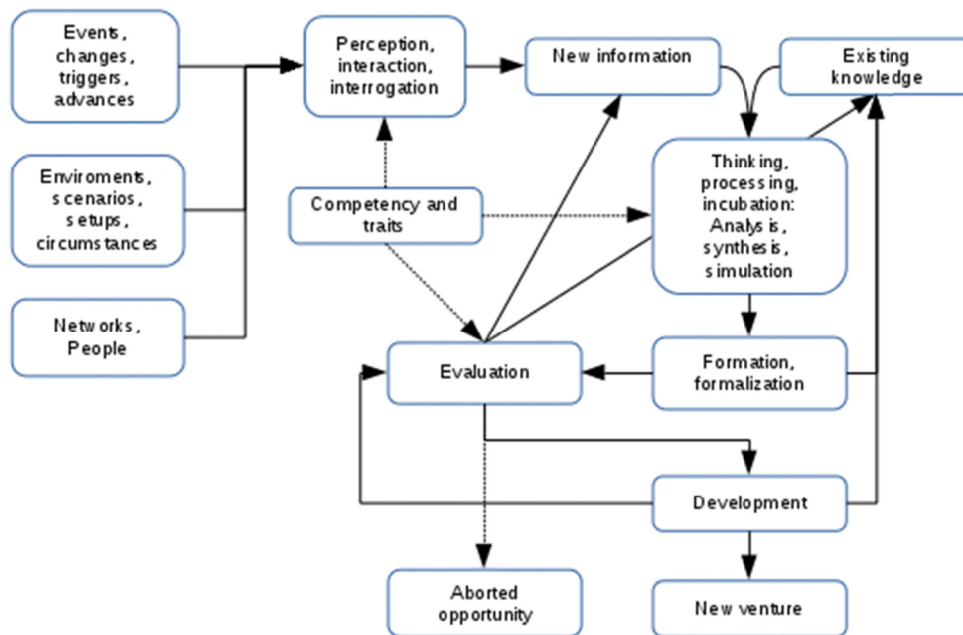 Events,
changes,
triggers,
advances
Perception,
interaction,
interrogation
New information
Existing
knowledge
Enviroments,
scenarios,
setups,
circumstances
Competency and
traits
Thinking,
processing,
incubation:
Analysis,
synthesis,
simulation
Networks,
People
Evaluation
Formation,
formalization
Development
Aborted
opportunity
New venture